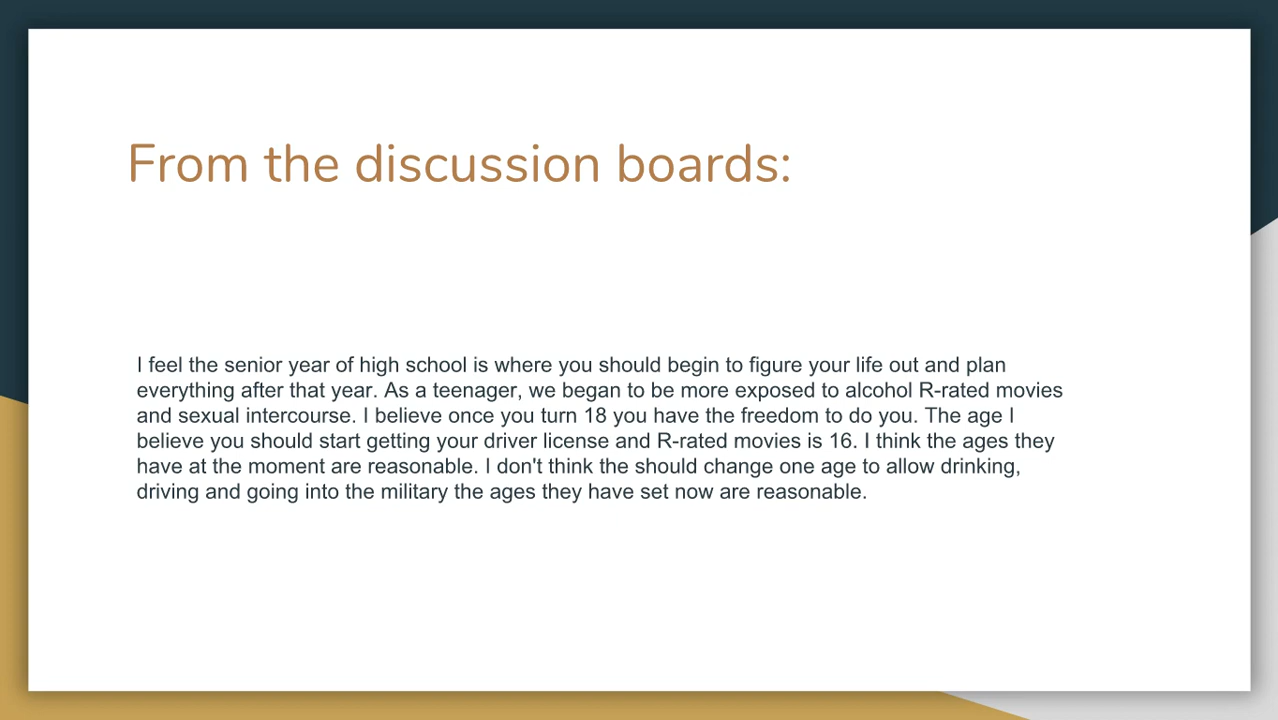 From the discussion boards:
I feel the senior year of high school is where you should begin to figure your life out and plan
everything after that year. As a teenager, we began to be more exposed to alcohol R-rated movies
and sexual intercourse. I believe once you turn 18 you have the freedom to do you. The age I
believe you should start getting your driver license and R-rated movies is 16. I think the ages they
have at the moment are reasonable. I don't think the should change one age to allow drinking,
driving and going into the military the ages they have set now are reasonable.